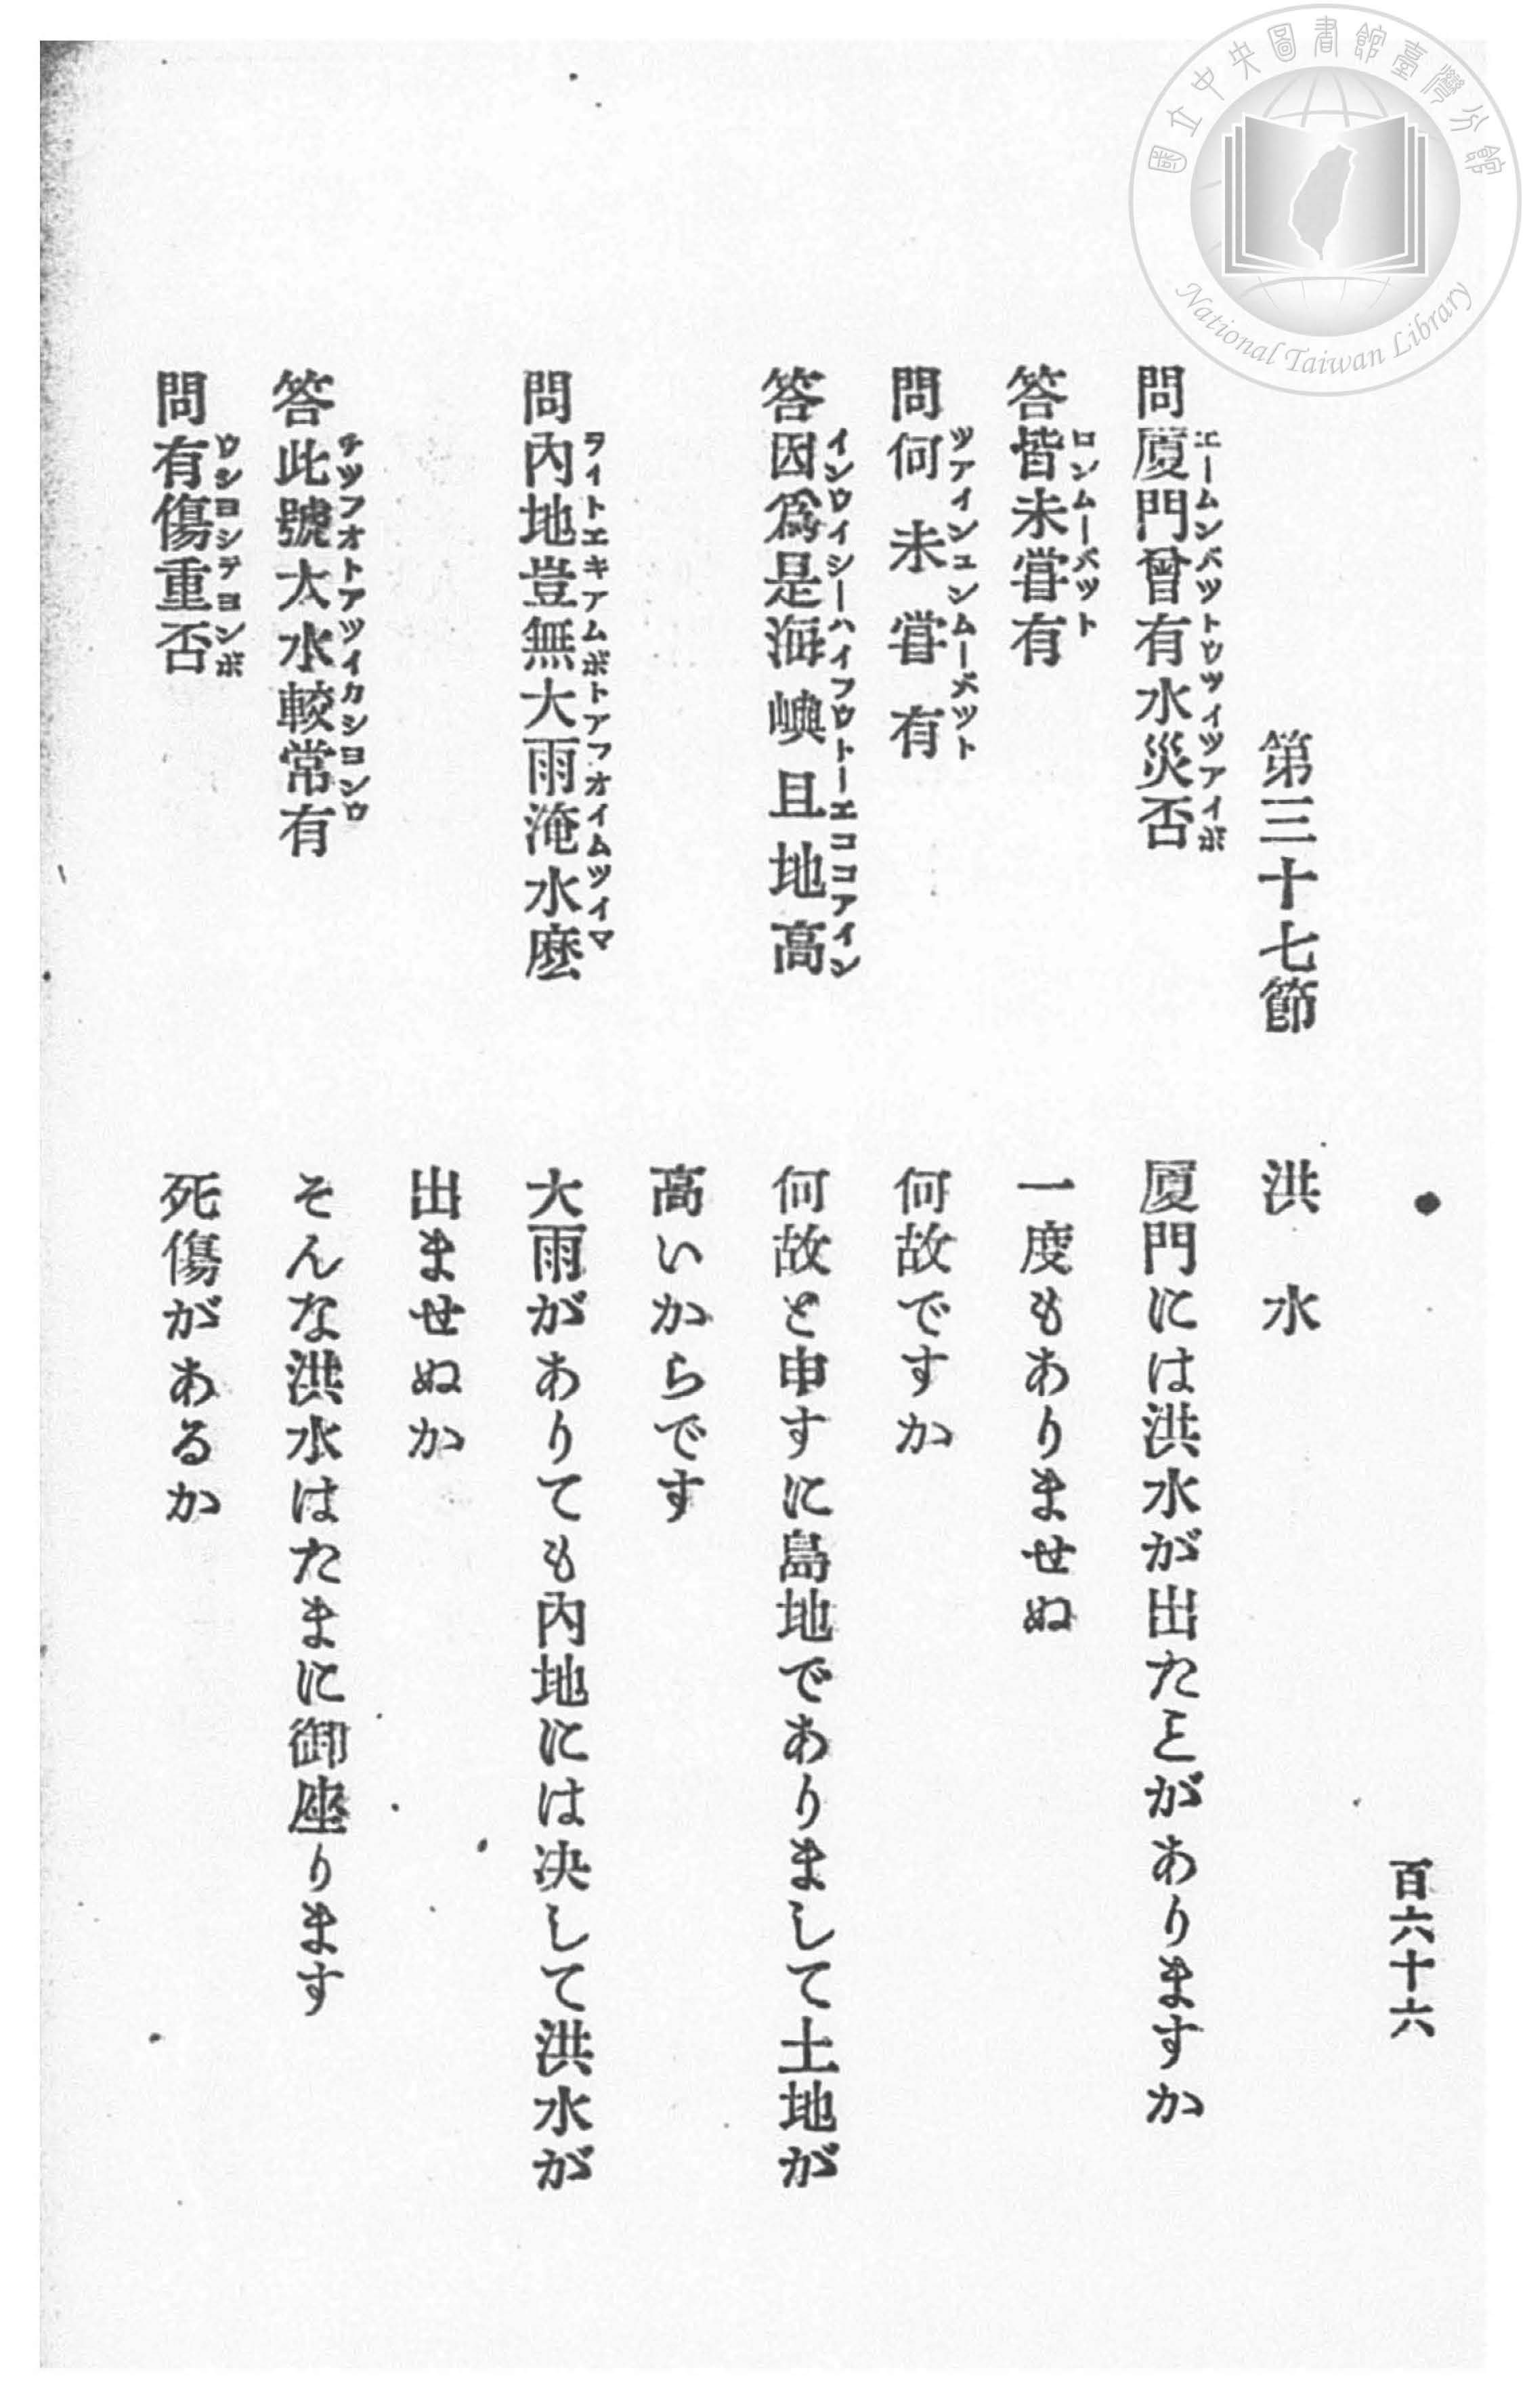 國立中央圖書館臺灣分館
National Taiwan Library
百六十六
第三十七節 洪水
問廈門曾有水災否
エームンバツトウツイツアイボ
廈門には洪水が出たとがありますか
答皆未甞有
ロンムーバツト
一度もありませぬ
問何未甞有
ツアインユンムーバツト
何故ですか
答因爲是海嶼且地高
インウイシーハイフウトーエココアイン
何故と申すに島地でありまして土地が
高いからです
問內地豈無大雨淹水麽
ヲイトエキアムボトアフオイムツイマ
大雨がありても內地には决して洪水が
出ませぬか
答此號大水較常有
チツフオトアツイカシヨンウ
そんな洪水はたまに御座ります
問有傷重否
ウシヨシテヨンボ
死傷があるか